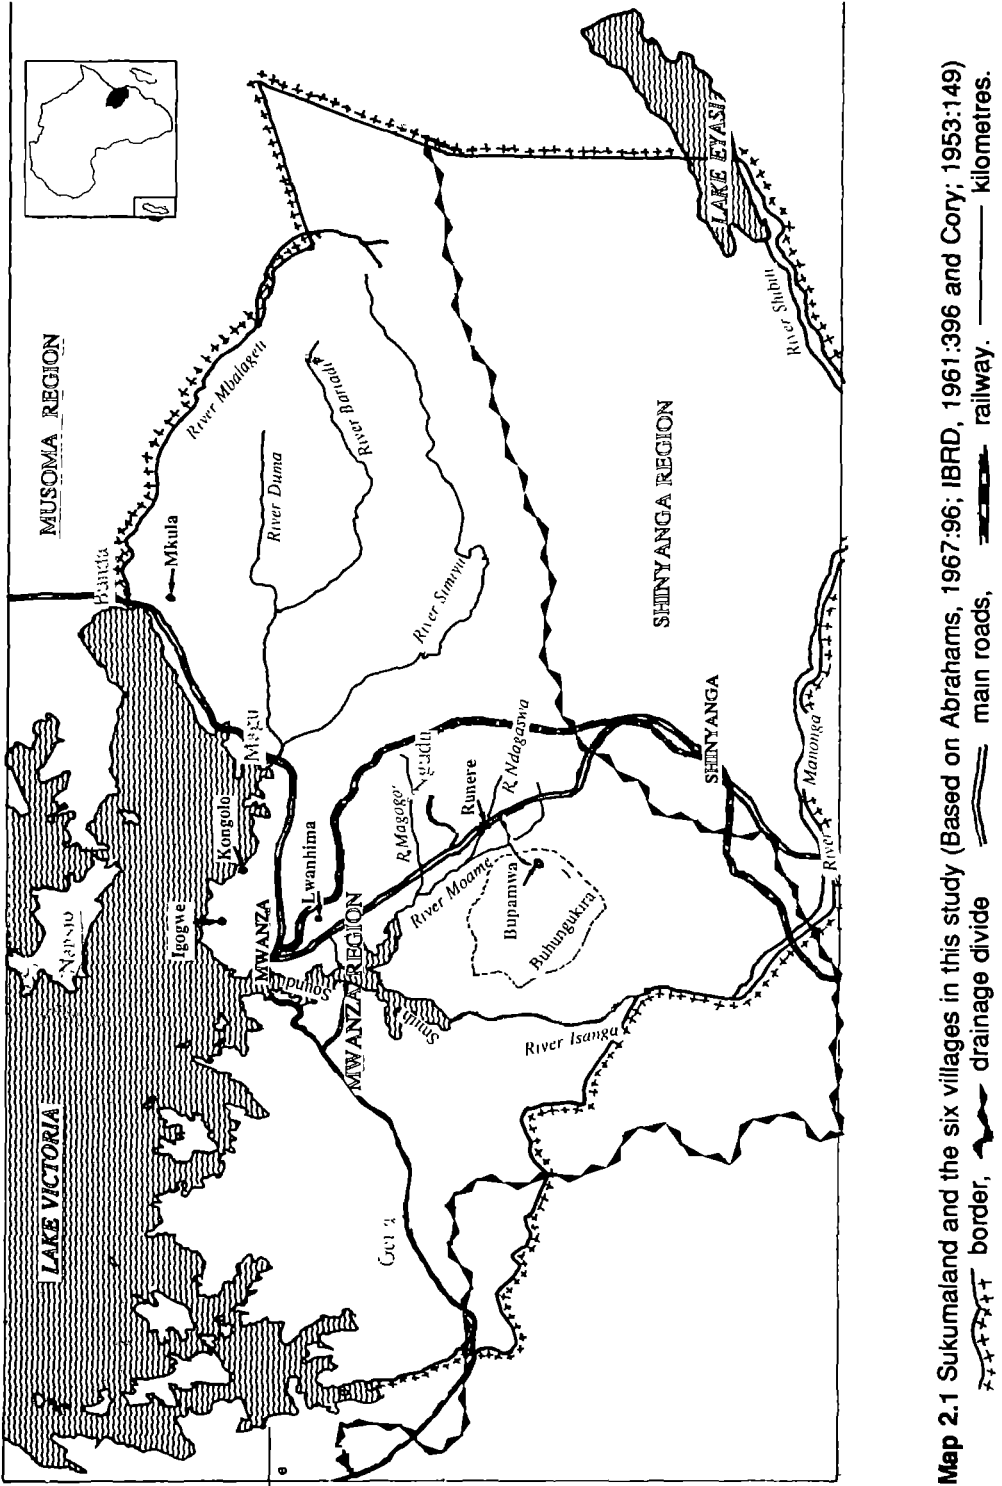 MUSOMA REGION
River Mbalageti
Mkula
River Duma
River Bariadi
River Simiyu
LAKE EYASI
River Shibiti
SHINYANGA REGION
LAKE VICTORIA
Igogwe
Kongolo
Magu
MWANZA
Lwanhima
MWANZA REGION
Smith
Sound
R.Magogo
Runere
R. Ndagaswa
River Moame
Bupamwa
Buhungukira
River Isanga
SHINYANGA
River
Manonga
Map 2.1 Sukumaland and the six villages in this study (Based on Abrahams, 1967:96; IBRD, 1961:396 and Cory; 1953:149)
border, drainage divide main roads, railway. kilometres.